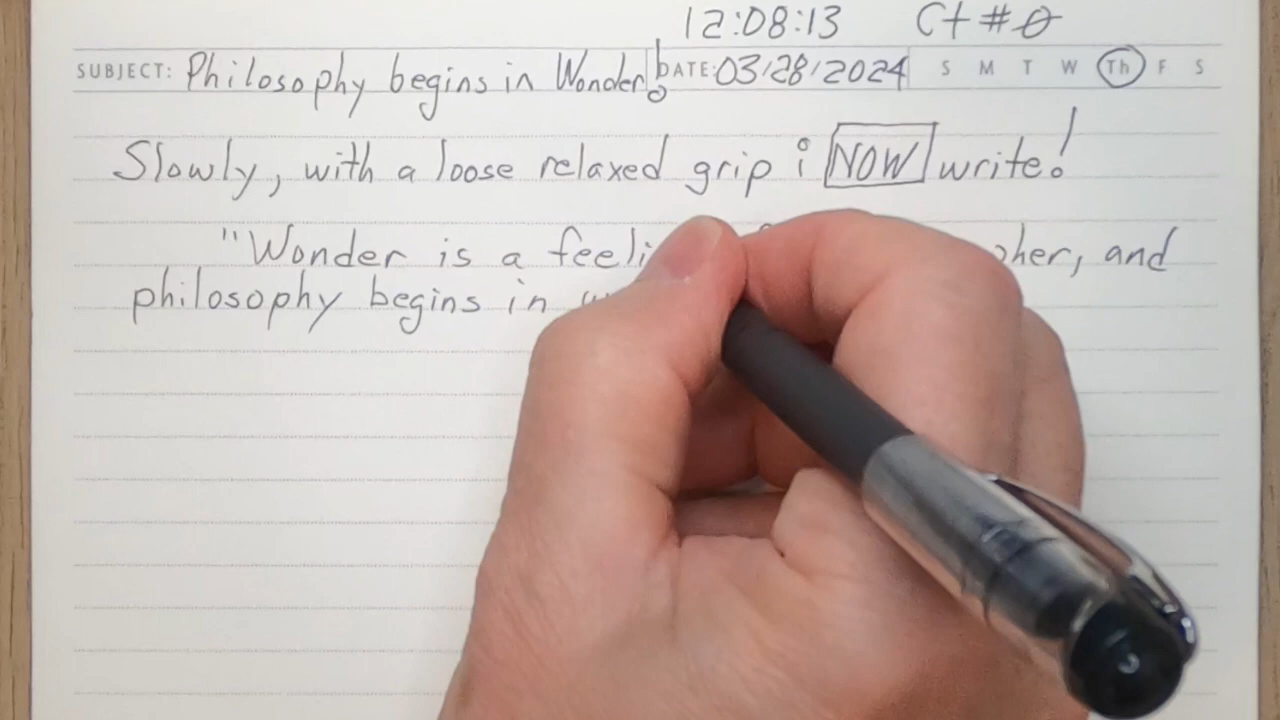 12:08:13 Ct #0
SUBJECT: Philosophy begins in Wonder! DATE: 03/28/2024 S M T W Th F S
Slowly, with a loose relaxed grip i NOW write!
"Wonder is a and
philosophy begins in